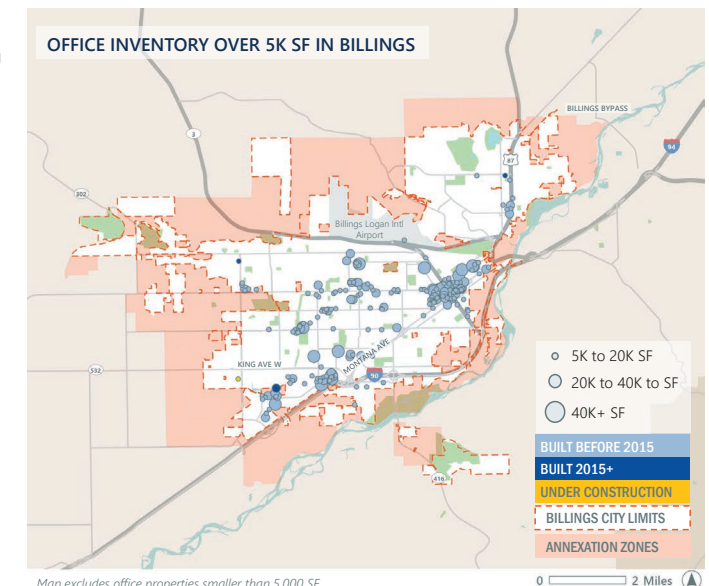 OFFICE INVENTORY OVER 5K SF IN BILLINGS
BILLINGS BYPASS
3
94
87
302
Billings Logan Intl
Airport
MONTANA AVE
KING AVE W
532
90
416
5K to 20K SF
20K to 40K to SF
40K+ SF
BUILT BEFORE 2015
BUILT 2015+
UNDER CONSTRUCTION
BILLINGS CITY LIMITS
ANNEXATION ZONES
Map excludes office properties smaller than 5,000 SF
0 2 Miles